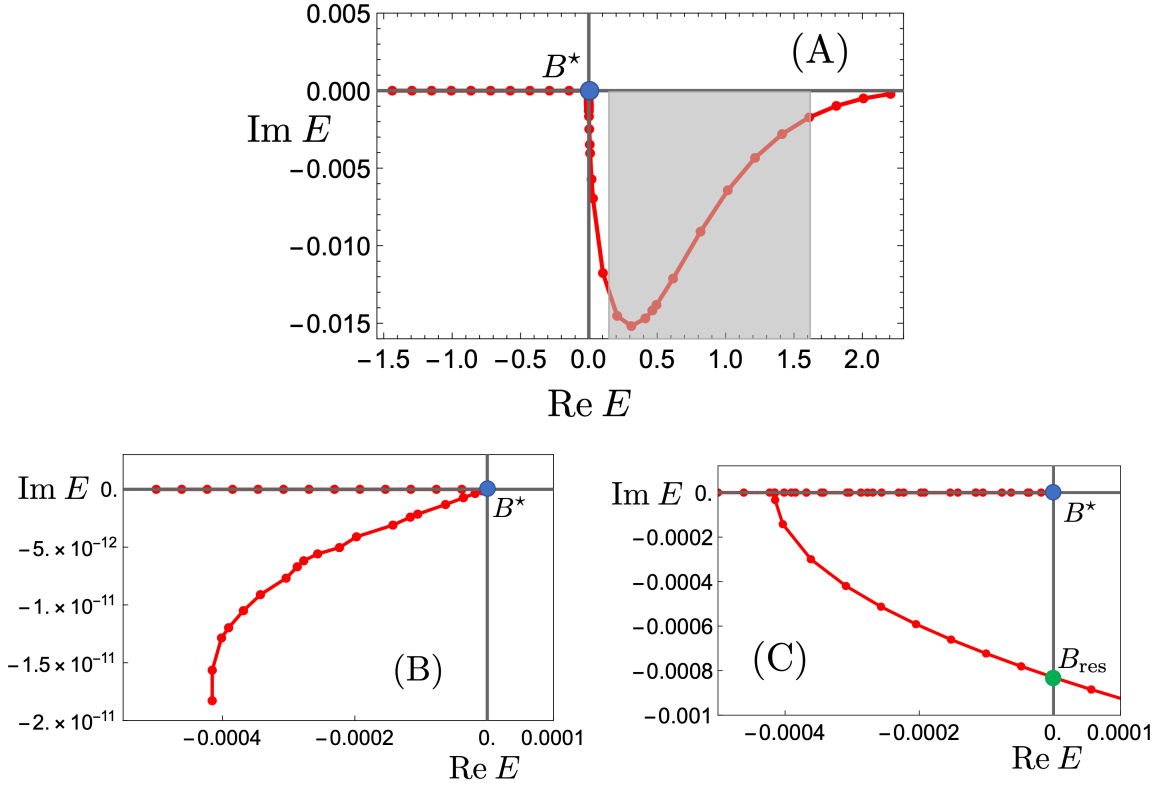 0.005
(A)
B⋆
0.000
Im E
−0.005
−0.010
−0.015
−1.5 −1.0 −0.5 0.0 0.5 1.0 1.5 2.0
Re E
Im E 0.
B⋆
−5. × 10⁻¹²
−1. × 10⁻¹¹
−1.5 × 10⁻¹¹
(B)
−2. × 10⁻¹¹
−0.0004 −0.0002 0. 0.0001
Re E
Im E 0.
B⋆
−0.0002
−0.0004
−0.0006
(C)
B_res
−0.0008
−0.001
−0.0004 −0.0002 0. 0.0001
Re E